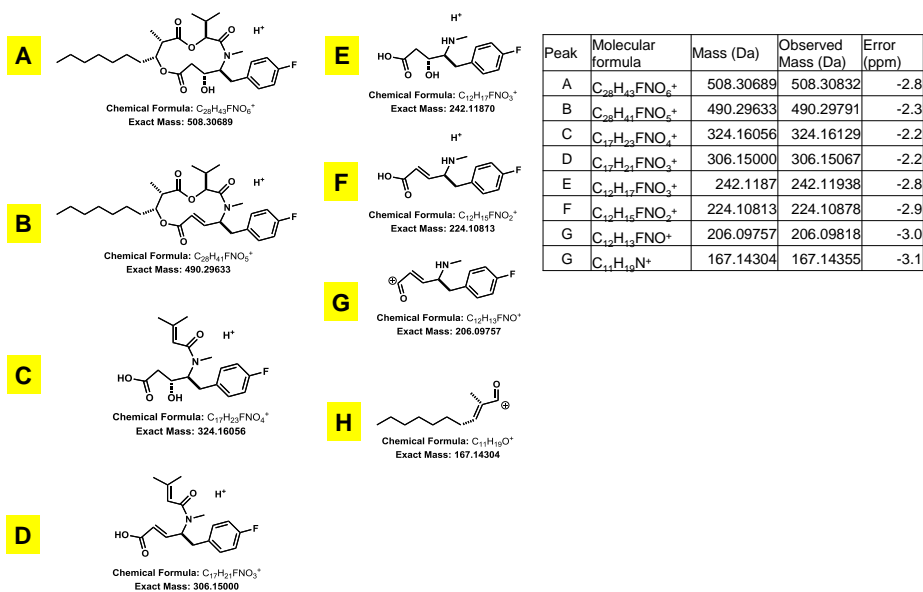 A
O
O
O
N
O
O
OH
F
H⁺
Chemical Formula: C₂₈H₄₃FNO₆⁺
Exact Mass: 508.30689
B
O
O
O
N
O
O
F
H⁺
Chemical Formula: C₂₈H₄₁FNO₅⁺
Exact Mass: 490.29633
C
O
H⁺
N
F
HO
O
OH
Chemical Formula: C₁₇H₂₃FNO₄⁺
Exact Mass: 324.16056
D
O
H⁺
N
F
HO
O
Chemical Formula: C₁₇H₂₁FNO₃⁺
Exact Mass: 306.15000
E
H⁺
O
HN
F
HO
OH
Chemical Formula: C₁₂H₁₇FNO₃⁺
Exact Mass: 242.11870
F
H⁺
HN
F
HO
O
Chemical Formula: C₁₂H₁₅FNO₂⁺
Exact Mass: 224.10813
G
HN
F
⊕
O
Chemical Formula: C₁₂H₁₃FNO⁺
Exact Mass: 206.09757
H
O
⊕
Chemical Formula: C₁₁H₁₉O⁺
Exact Mass: 167.14304
Peak Molecular formula Mass (Da) Observed Mass (Da) Error (ppm)
A C₂₈H₄₃FNO₆⁺ 508.30689 508.30832 -2.8
B C₂₈H₄₁FNO₅⁺ 490.29633 490.29791 -2.3
C C₁₇H₂₃FNO₄⁺ 324.16056 324.16129 -2.2
D C₁₇H₂₁FNO₃⁺ 306.15000 306.15067 -2.2
E C₁₂H₁₇FNO₃⁺ 242.1187 242.11938 -2.8
F C₁₂H₁₅FNO₂⁺ 224.10813 224.10878 -2.9
G C₁₂H₁₃FNO⁺ 206.09757 206.09818 -3.0
G C₁₁H₁₉N⁺ 167.14304 167.14355 -3.1